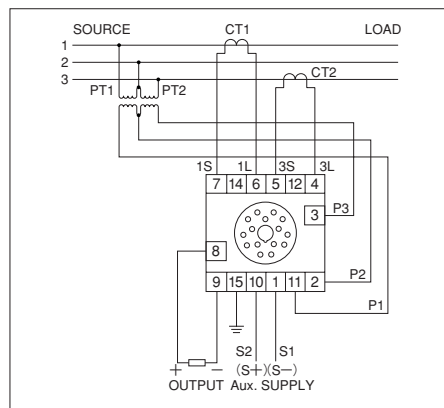 SOURCE CT1 LOAD
1
2
3 CT2
PT1 PT2
1S 1L 3S 3L
7 14 6 5 12 4
3 P3
8
9 15 10 1 11 2 P2
P1
S2 S1
+ − (S+) (S−)
OUTPUT Aux. SUPPLY